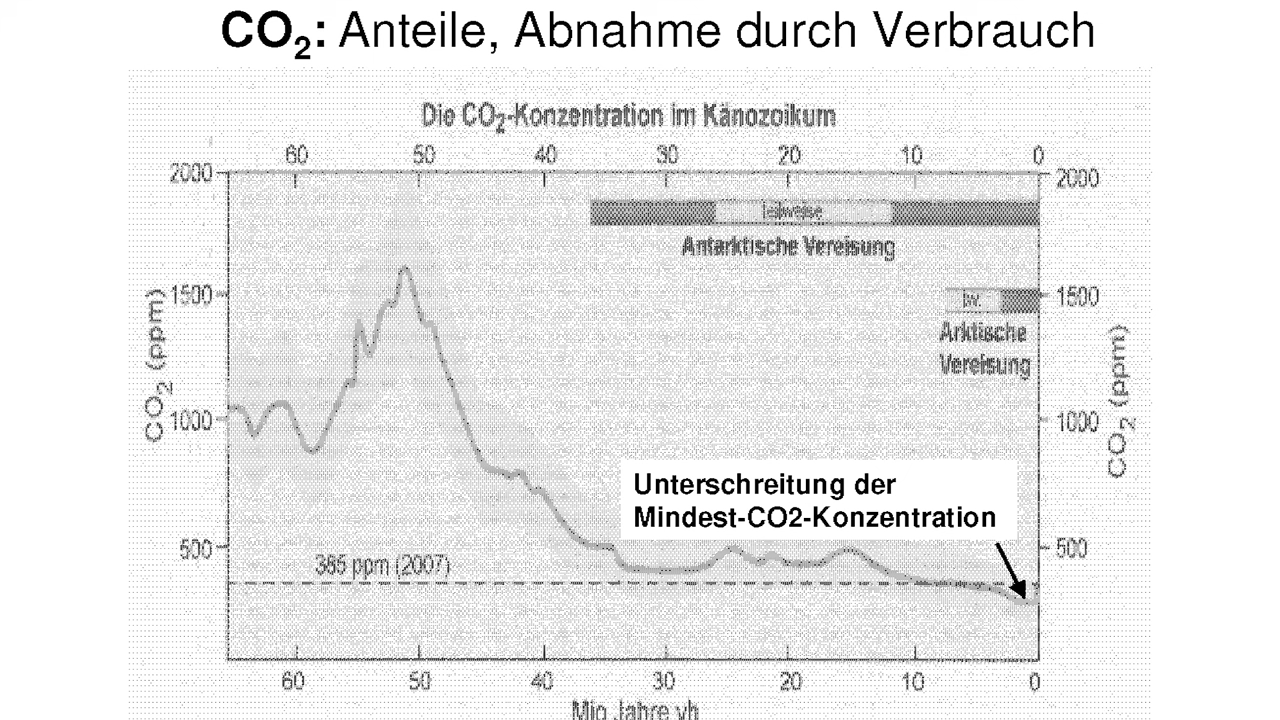 CO₂: Anteile, Abnahme durch Verbrauch
Die CO₂-Konzentration im Känozoikum
60 50 40 30 20 10 0
2000 2000
teilweise
Antarktische Vereisung
1500 1500
tw.
Arktische
Vereisung
CO₂ (ppm)
CO₂ (ppm)
1000 1000
Unterschreitung der
Mindest-CO2-Konzentration
500 500
385 ppm (2007)
60 50 40 30 20 10 0
Mio Jahre vh